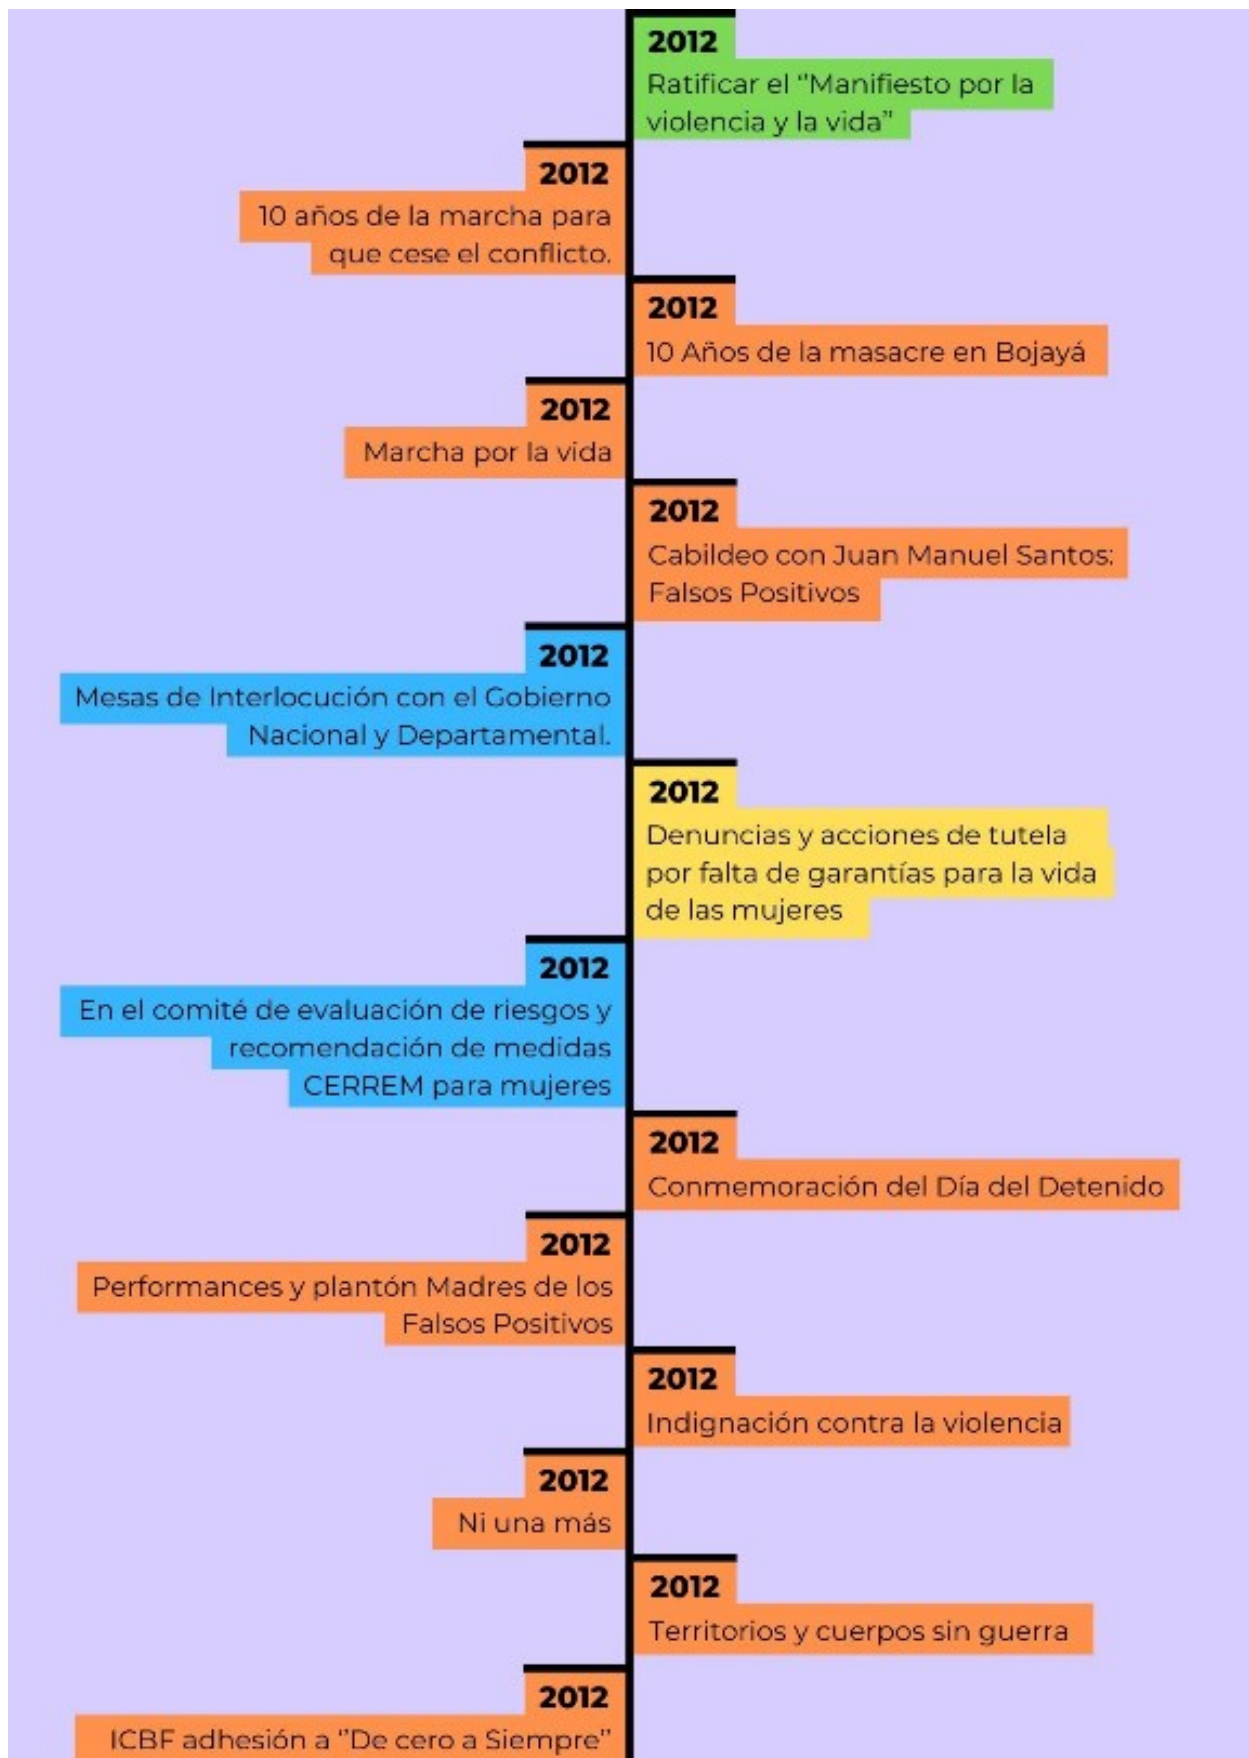 2012
Ratificar el "Manifiesto por la
violencia y la vida"
2012
10 años de la marcha para
que cese el conflicto.
2012
10 Años de la masacre en Bojayá
2012
Marcha por la vida
2012
Cabildeo con Juan Manuel Santos:
Falsos Positivos
2012
Mesas de Interlocución con el Gobierno
Nacional y Departamental.
2012
Denuncias y acciones de tutela
por falta de garantías para la vida
de las mujeres
2012
En el comité de evaluación de riesgos y
recomendación de medidas
CERREM para mujeres
2012
Conmemoración del Día del Detenido
2012
Performances y plantón Madres de los
Falsos Positivos
2012
Indignación contra la violencia
2012
Ni una más
2012
Territorios y cuerpos sin guerra
2012
ICBF adhesión a "De cero a Siempre"